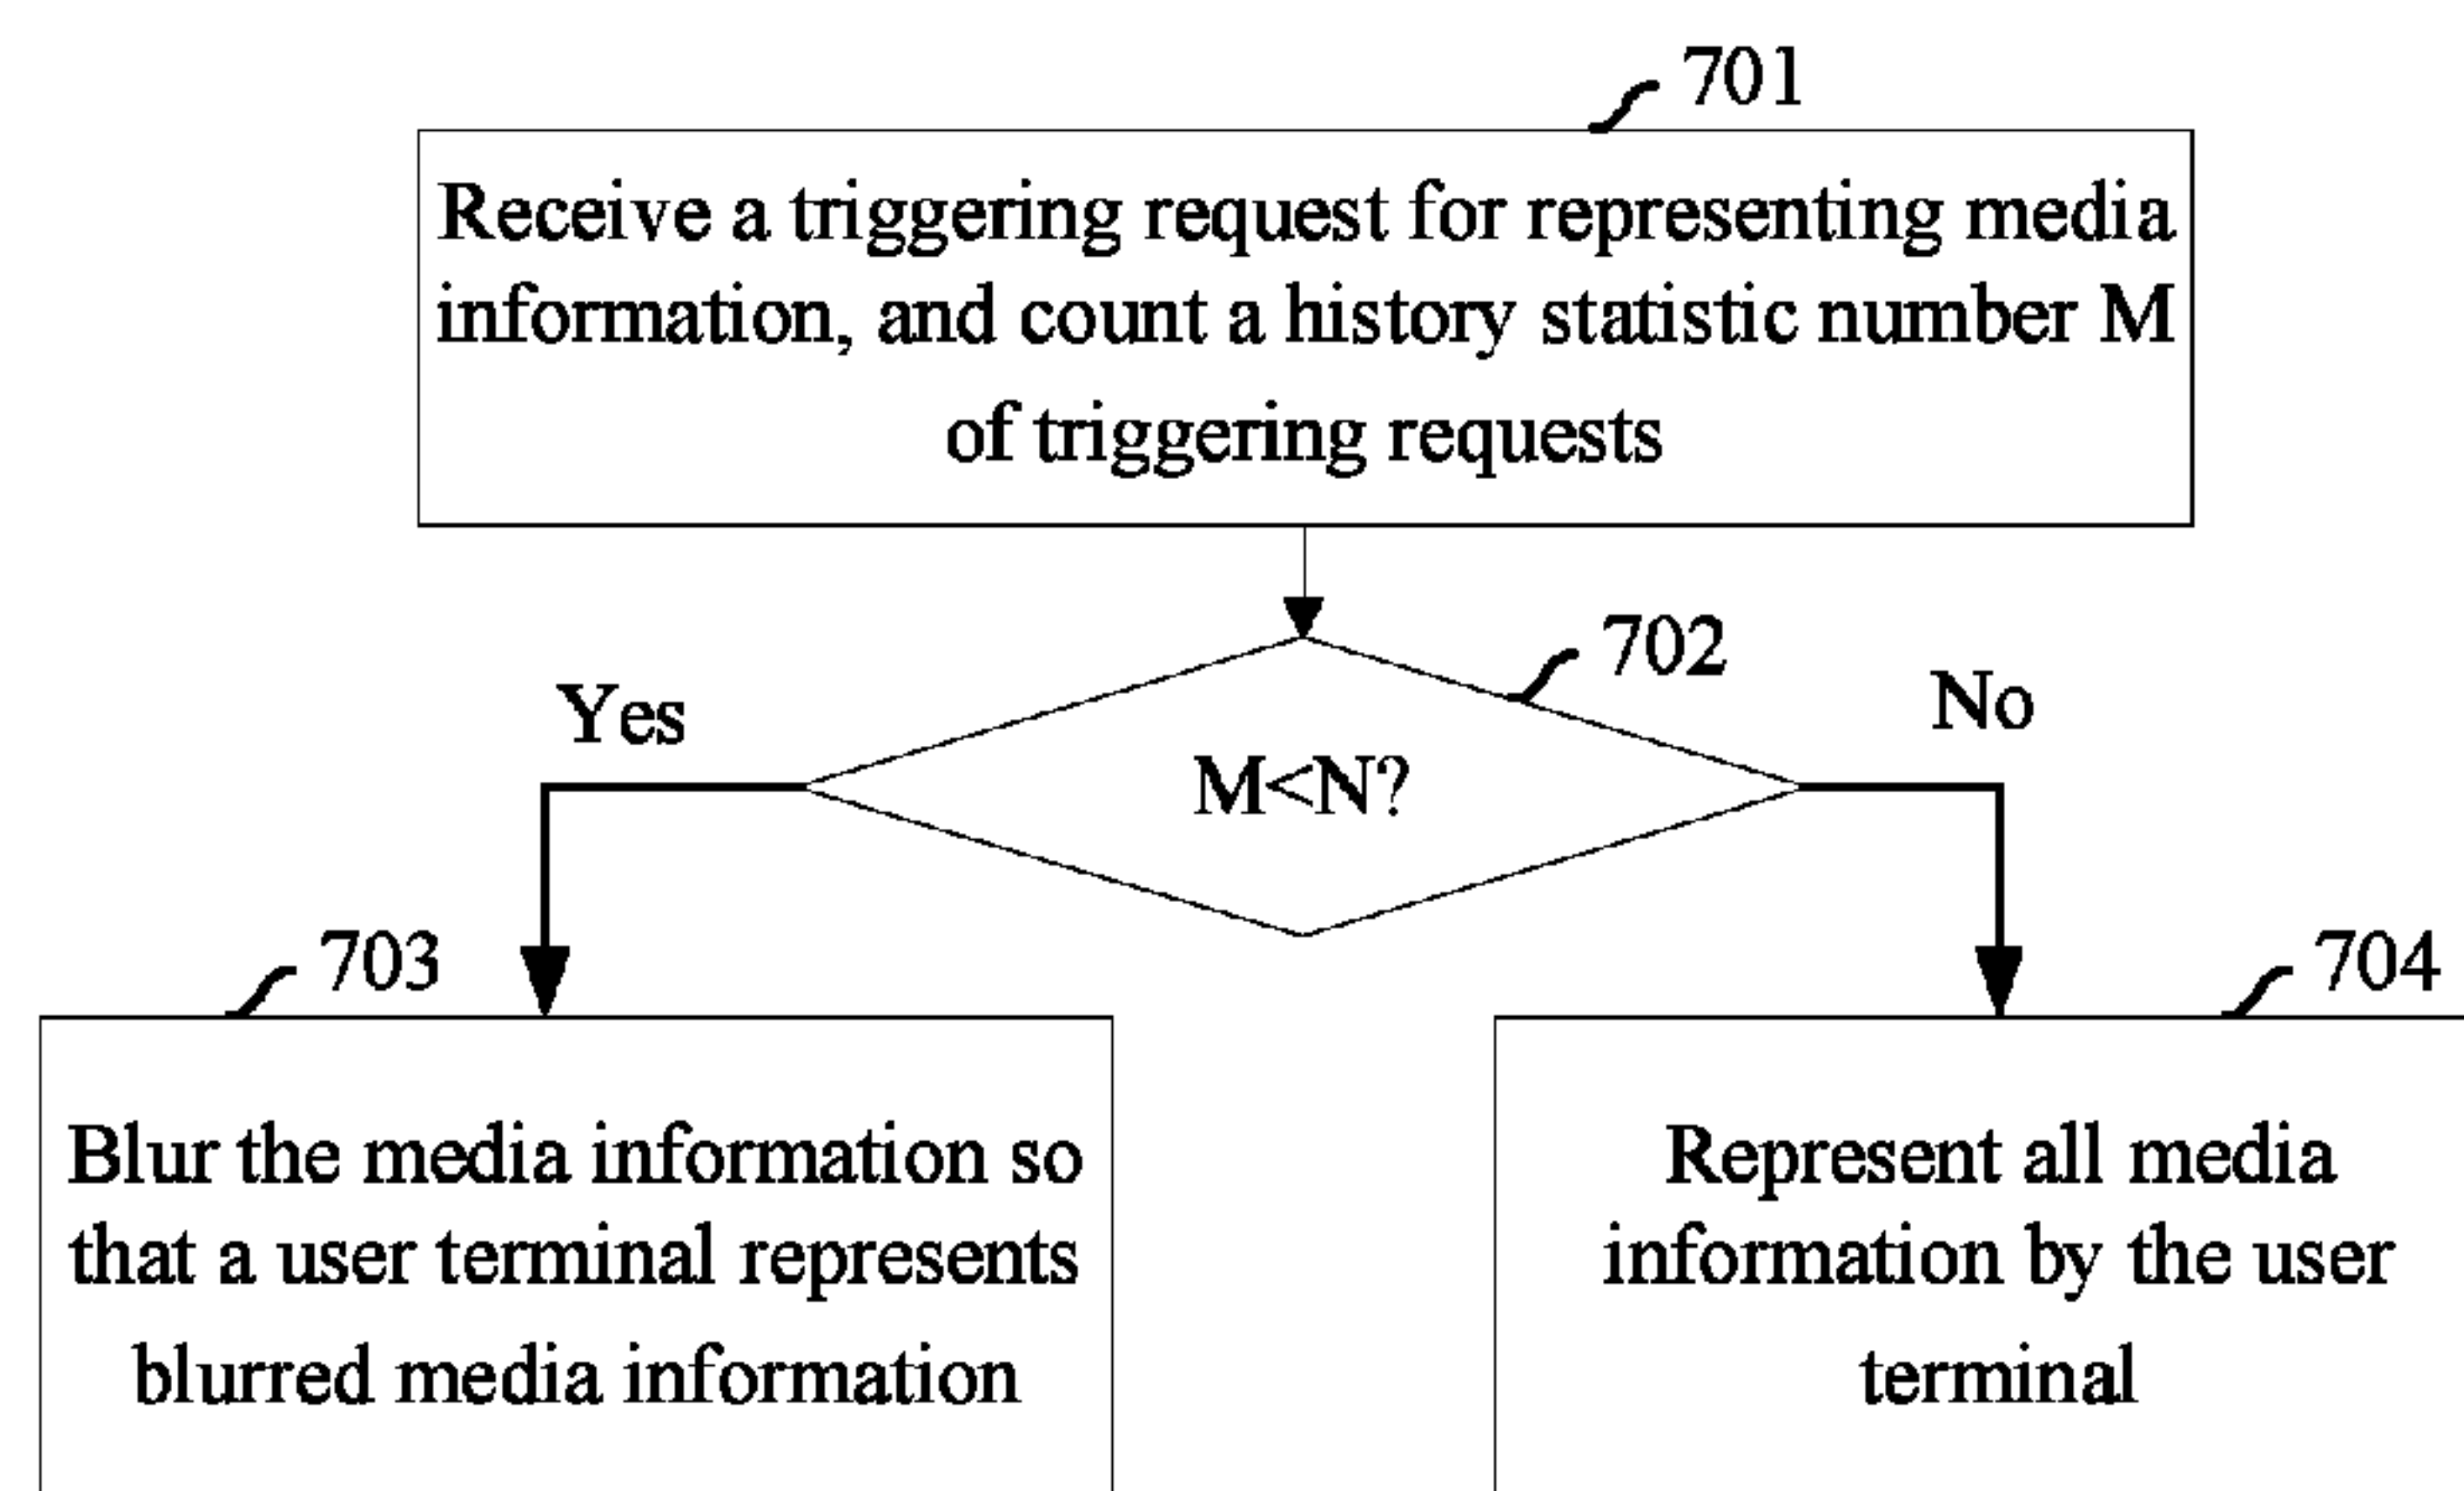 701
Receive a triggering request for representing media
information, and count a history statistic number M
of triggering requests
702
Yes
No
M<N?
703
704
Blur the media information so
that a user terminal represents
blurred media information
Represent all media
information by the user
terminal